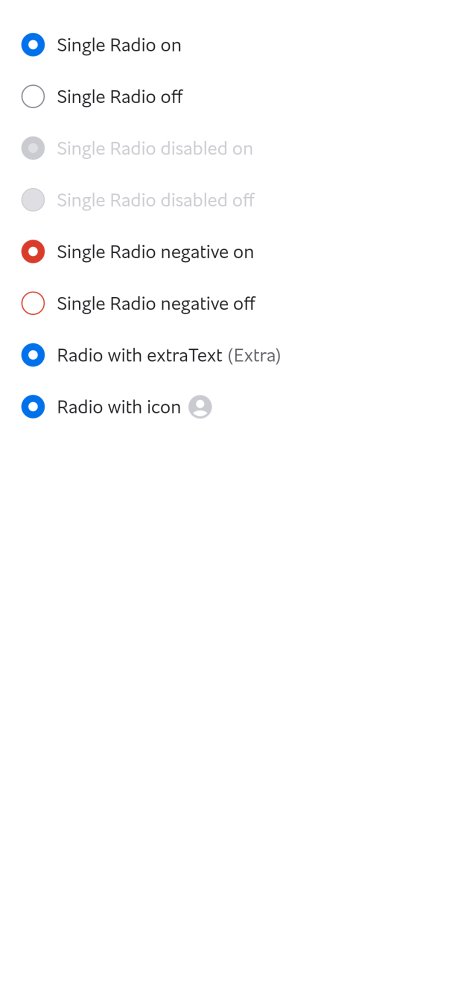 Single Radio on
Single Radio off
Single Radio disabled on
Single Radio disabled off
Single Radio negative on
Single Radio negative off
Radio with extraText (Extra)
Radio with icon